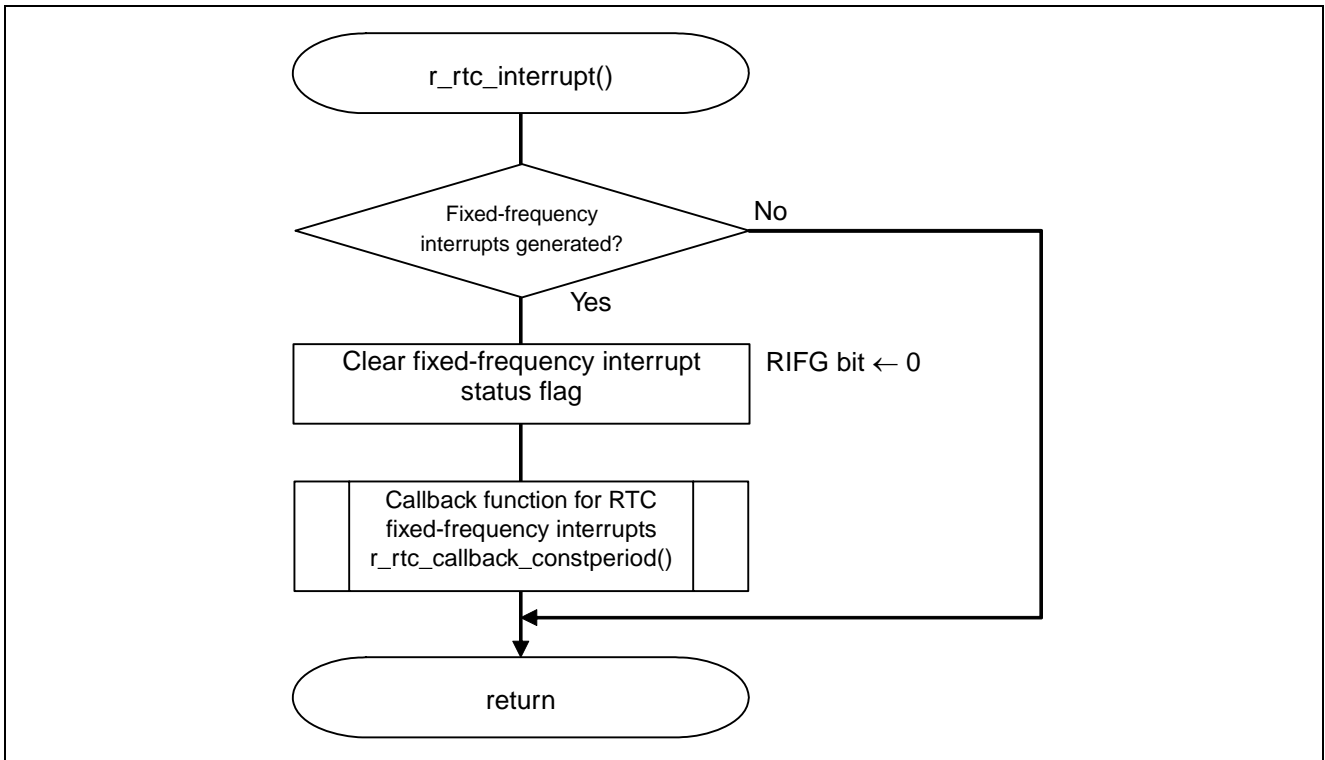 r_rtc_interrupt()
Fixed-frequency
interrupts generated?
No
Yes
Clear fixed-frequency interrupt
status flag
RIFG bit ← 0
Callback function for RTC
fixed-frequency interrupts
r_rtc_callback_constperiod()
return